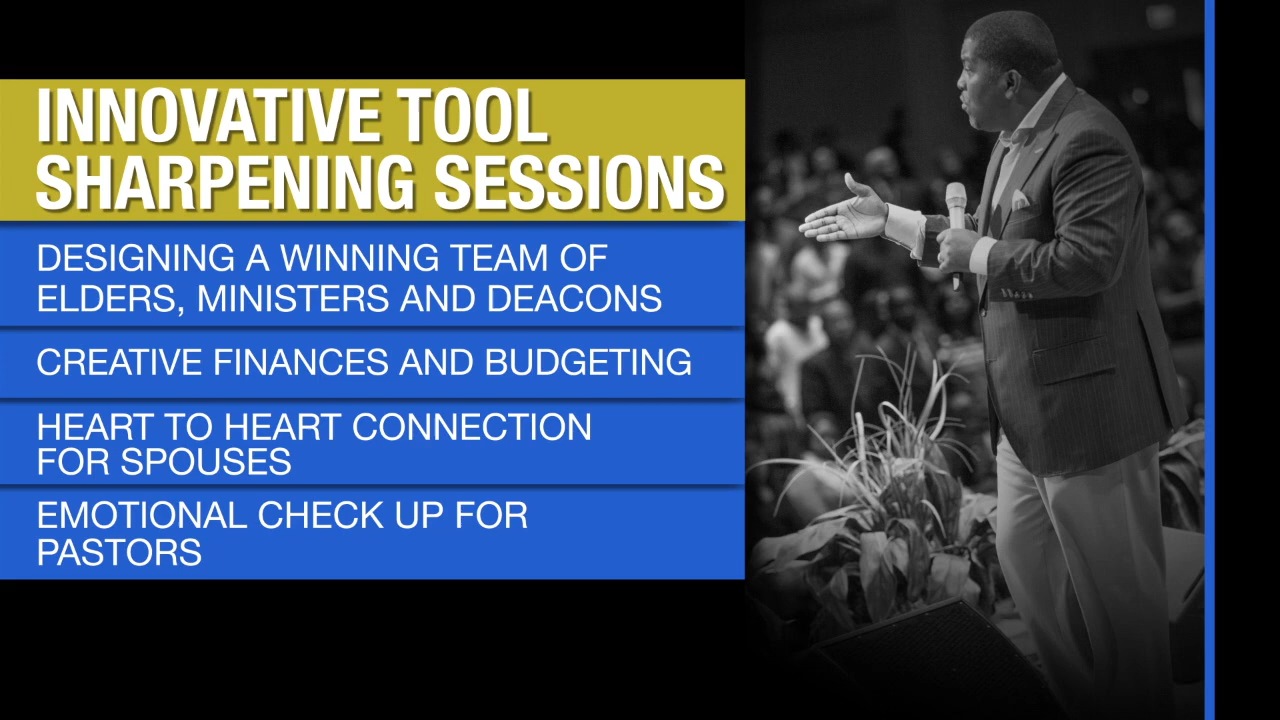 INNOVATIVE TOOL
SHARPENING SESSIONS
DESIGNING A WINNING TEAM OF
ELDERS, MINISTERS AND DEACONS
CREATIVE FINANCES AND BUDGETING
HEART TO HEART CONNECTION
FOR SPOUSES
EMOTIONAL CHECK UP FOR
PASTORS